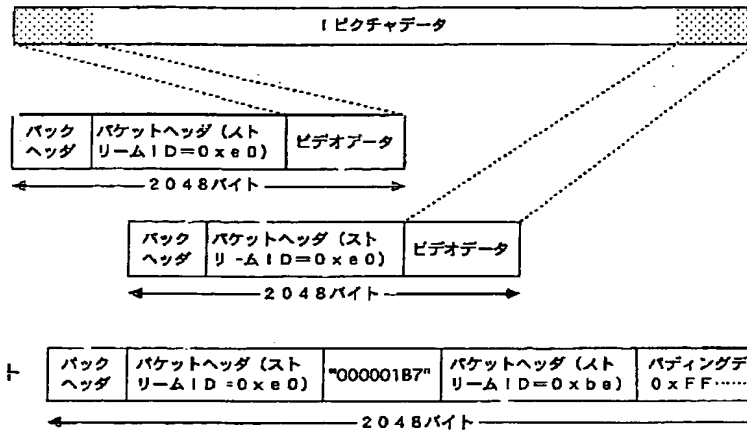 Iピクチャデータ
パック
ヘッダ
パケットヘッダ（スト
リームID=0xe0）
ビデオデータ
2048バイト
パック
ヘッダ
パケットヘッダ（スト
リームID=0xe0）
ビデオデータ
2048バイト
+
パック
ヘッダ
パケットヘッダ（スト
リームID=0xe0）
"000001B7"
パケットヘッダ（スト
リームID=0xbe）
パディングデ
0xFF……
2048バイト